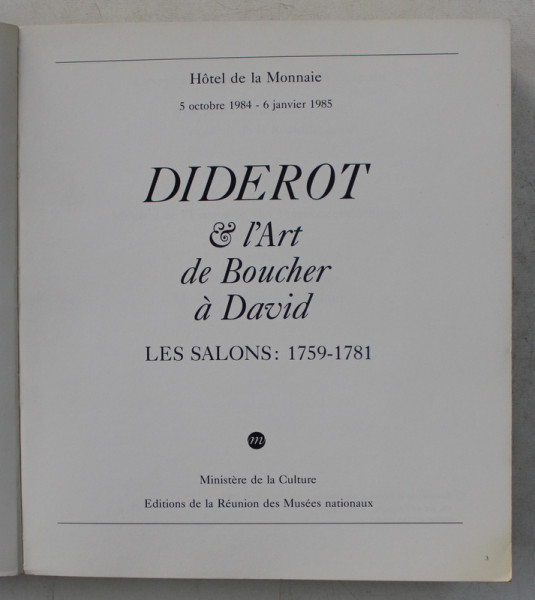 Hôtel de la Monnaie
5 octobre 1984 - 6 janvier 1985
DIDEROT
& l'Art
de Boucher
à David
LES SALONS: 1759-1781
m
Ministère de la Culture
Editions de la Réunion des Musées nationaux